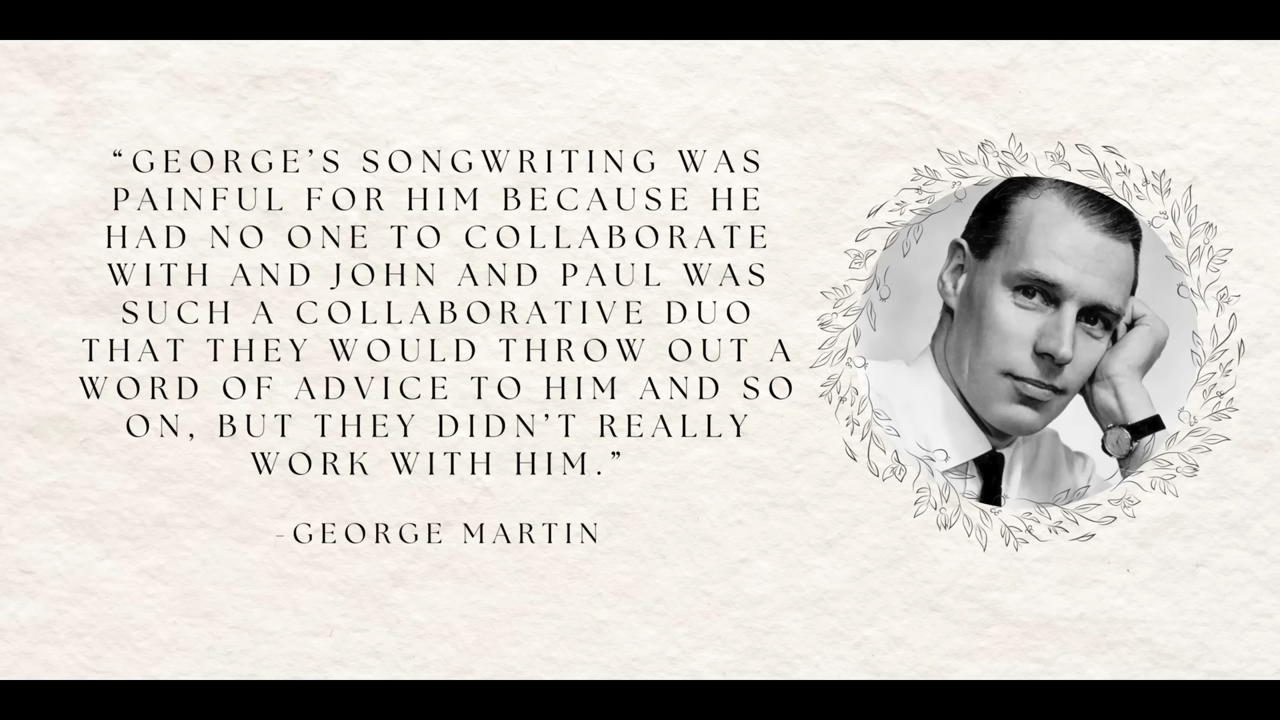 “GEORGE’S SONGWRITING WAS
PAINFUL FOR HIM BECAUSE HE
HAD NO ONE TO COLLABORATE
WITH AND JOHN AND PAUL WAS
SUCH A COLLABORATIVE DUO
THAT THEY WOULD THROW OUT A
WORD OF ADVICE TO HIM AND SO
ON, BUT THEY DIDN’T REALLY
WORK WITH HIM.”
-GEORGE MARTIN